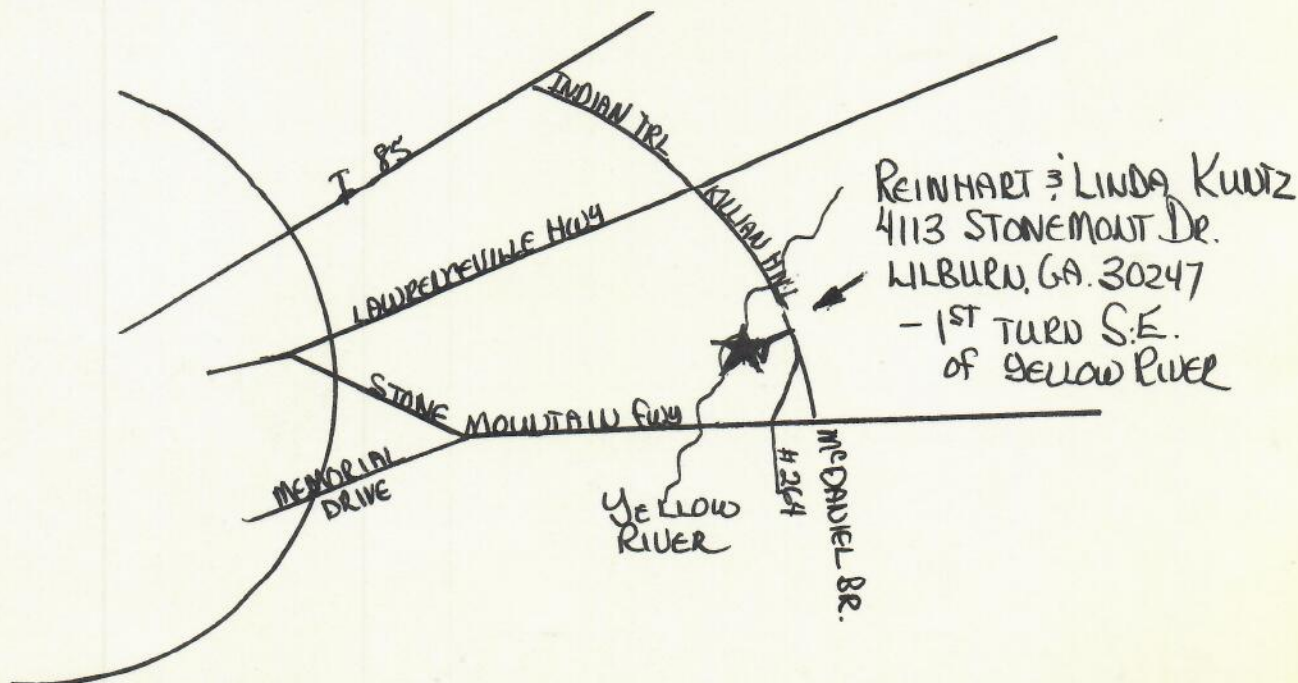 INDIAN TRL
I 85
LAWRENCEVILLE HWY
KILLIAN HILL
REINHART & LINDA KUNTZ
4113 STONEMONT DR.
LILBURN, GA. 30247
- 1ST TURN S.E.
OF YELLOW RIVER
STONE MOUNTAIN FWY
MEMORIAL
DRIVE
YELLOW
RIVER
# 264
MCDANIEL BR.